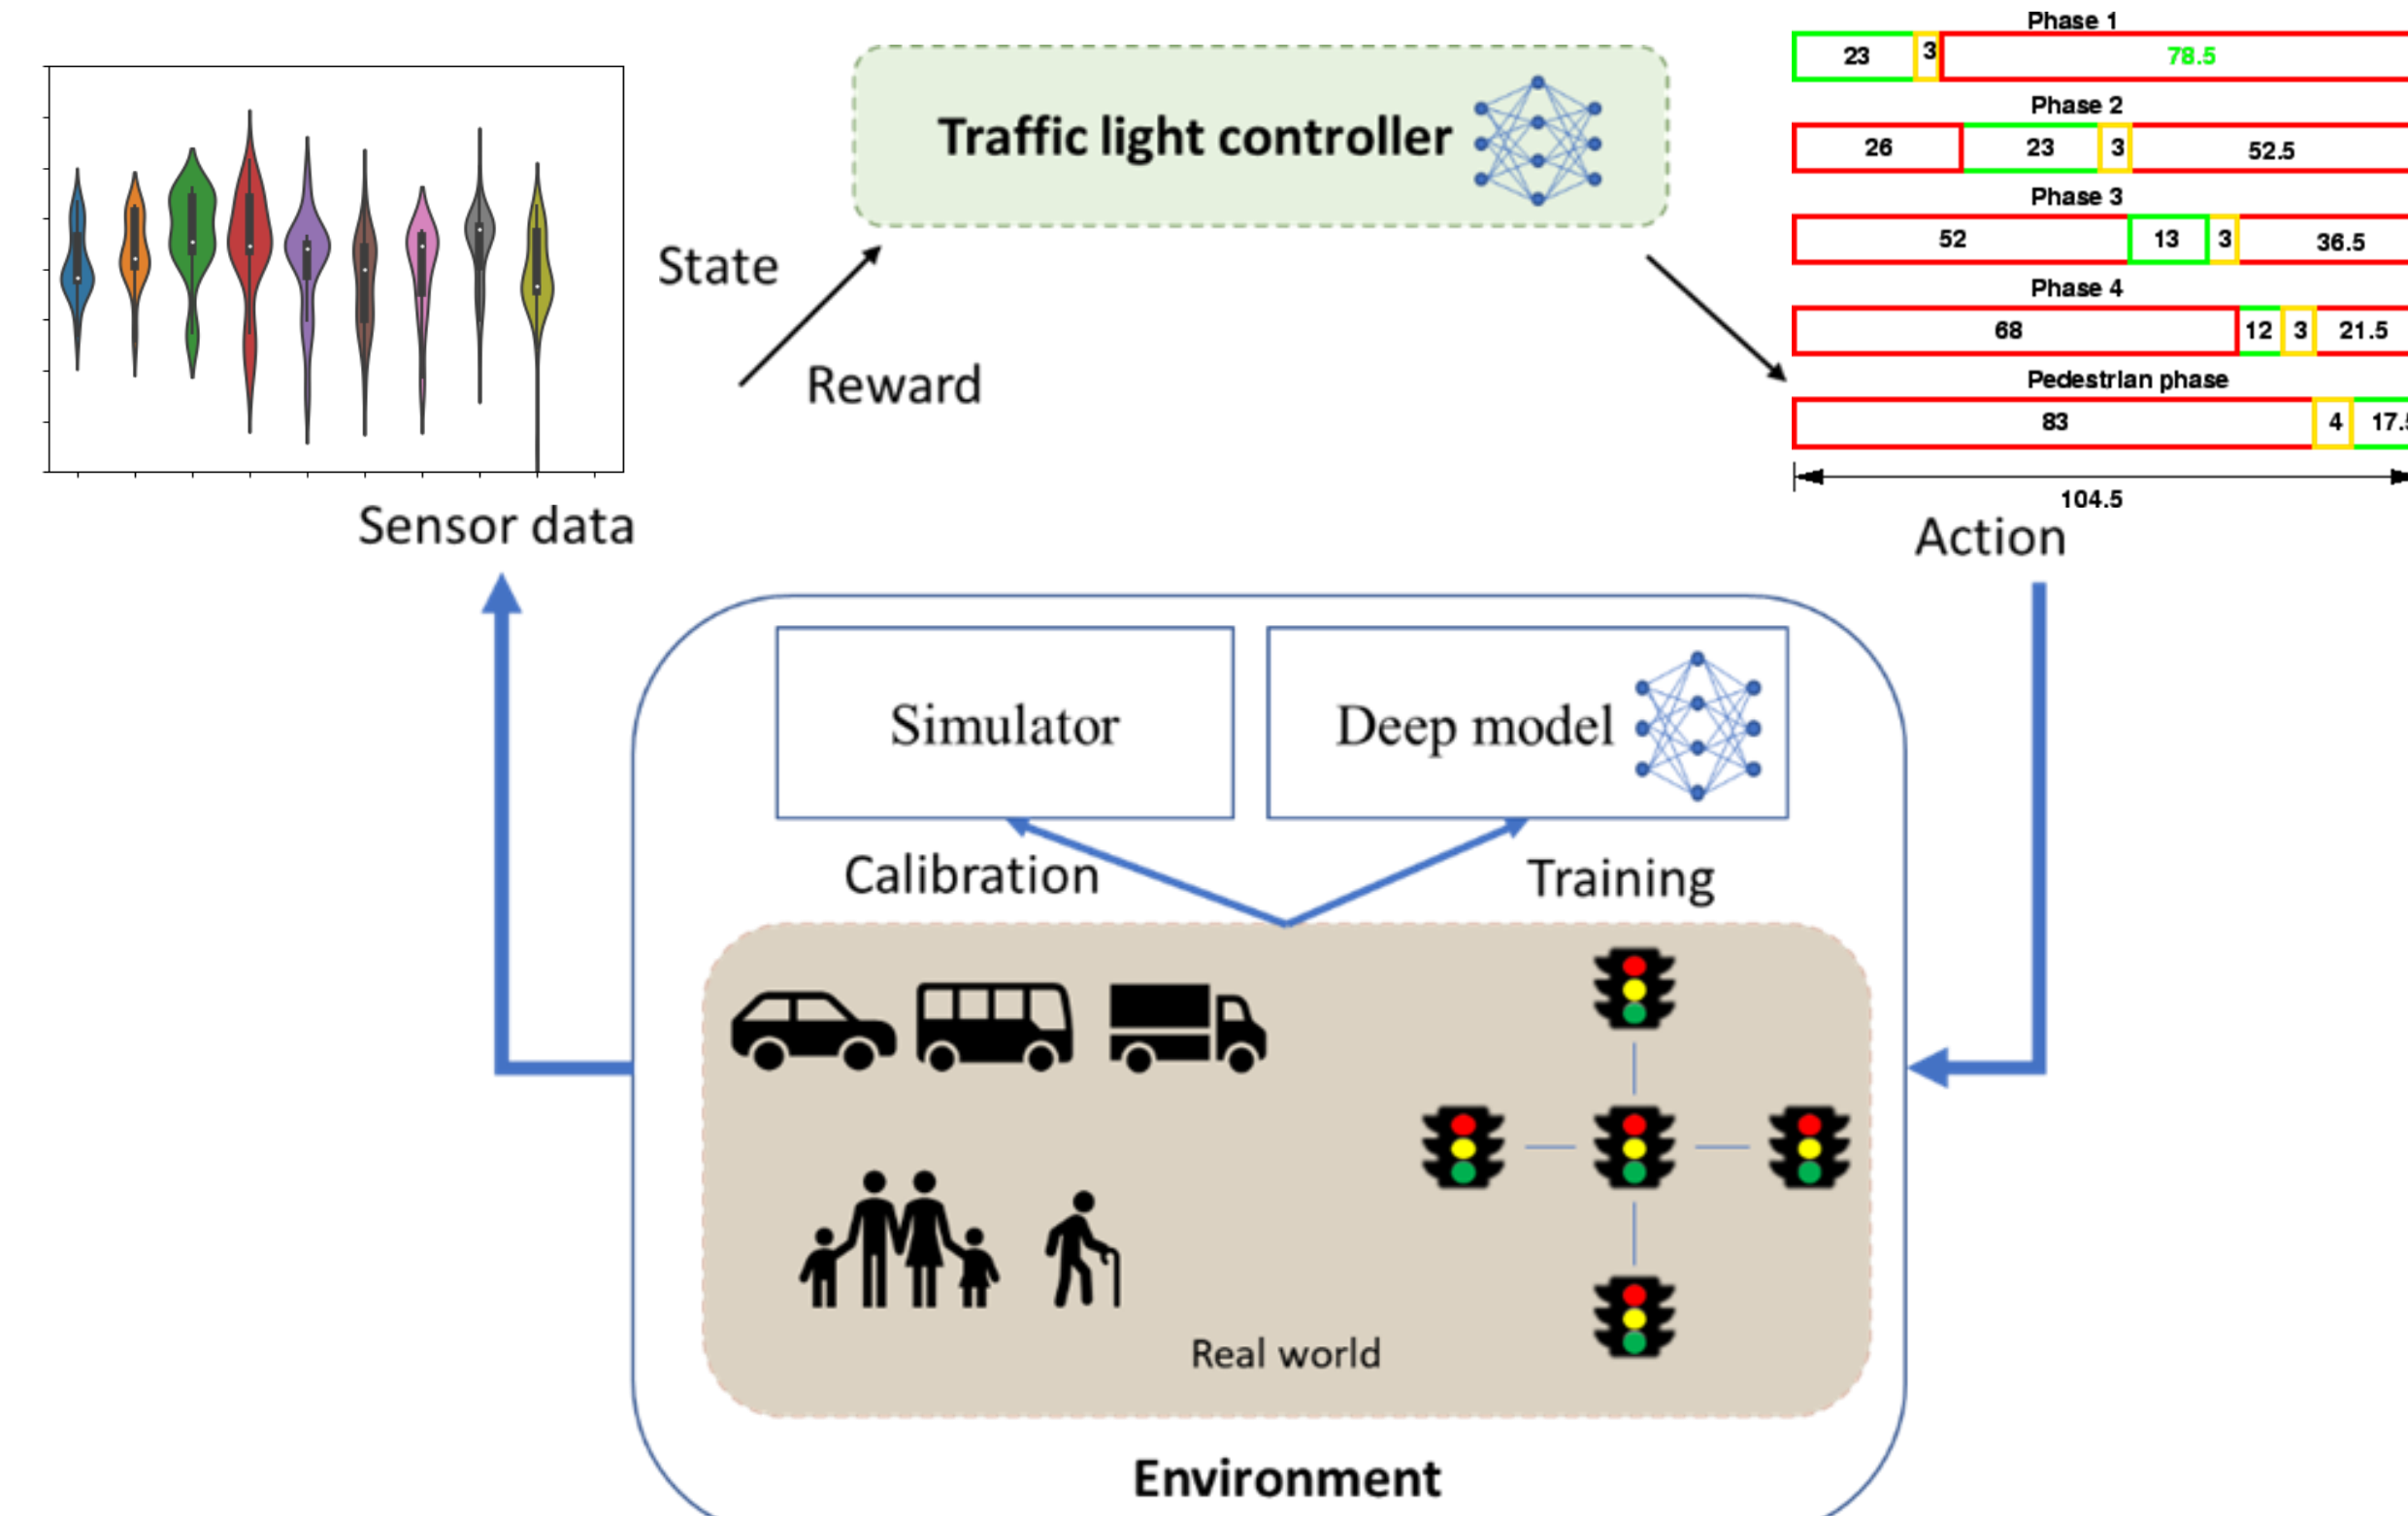 Phase 1
23 3 78.5
Traffic light controller
Phase 2
26 23 3 52.5
Phase 3
52 13 3 36.5
State
Phase 4
68 12 3 21.5
Reward
Pedestrian phase
83 4 17.5
104.5
Sensor data
Action
Simulator
Deep model
Calibration
Training
Real world
Environment